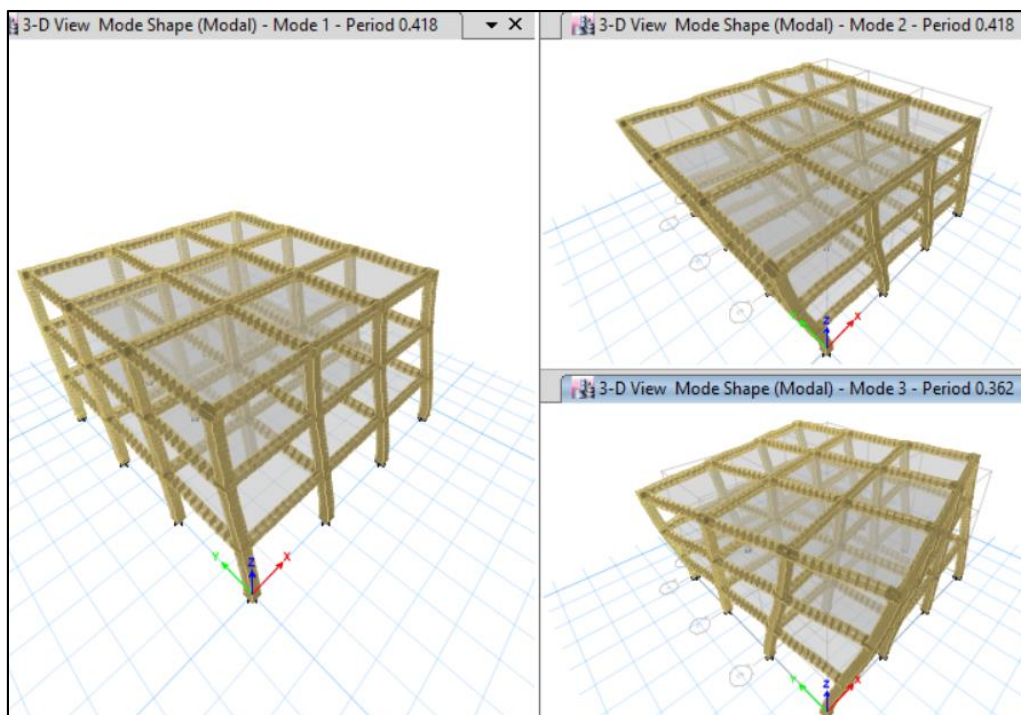 3-D View Mode Shape (Modal) - Mode 1 - Period 0.418
3-D View Mode Shape (Modal) - Mode 2 - Period 0.418
3-D View Mode Shape (Modal) - Mode 3 - Period 0.362
Y Z X
Y Z X
Y Z X